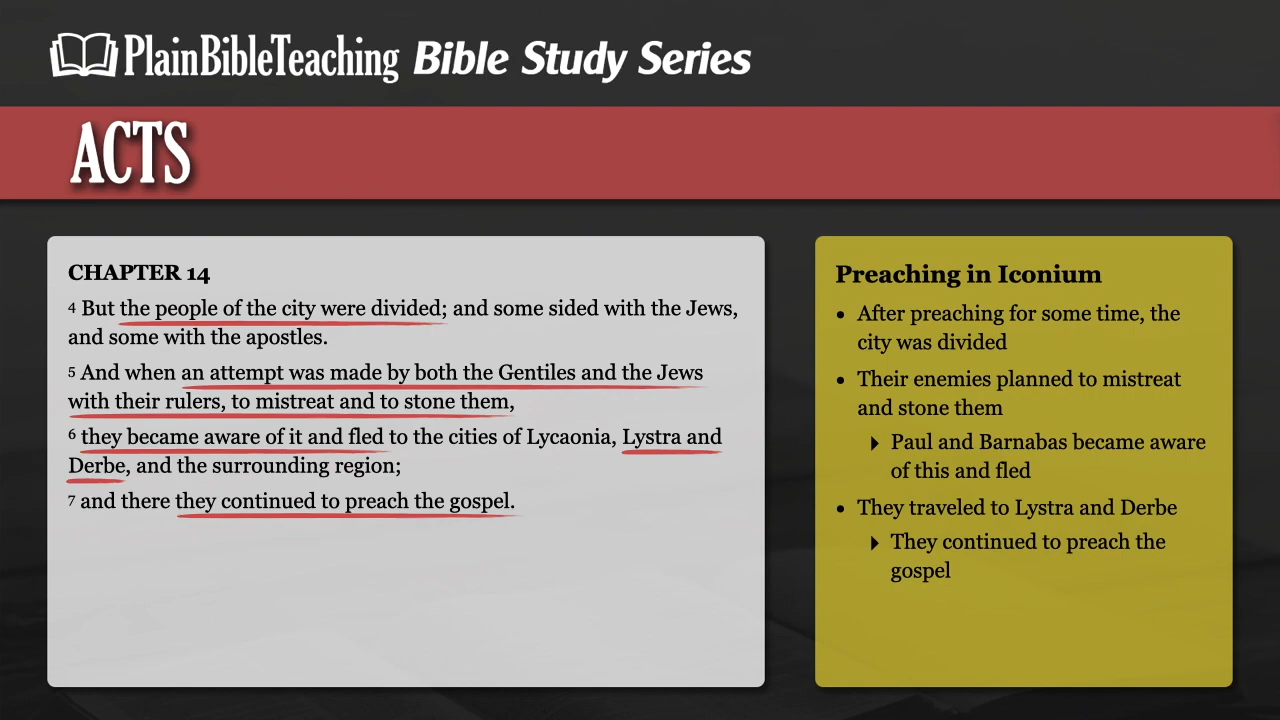 PlainBibleTeaching Bible Study Series
ACTS
CHAPTER 14
4 But the people of the city were divided; and some sided with the Jews,
and some with the apostles.
5 And when an attempt was made by both the Gentiles and the Jews
with their rulers, to mistreat and to stone them,
6 they became aware of it and fled to the cities of Lycaonia, Lystra and
Derbe, and the surrounding region;
7 and there they continued to preach the gospel.
Preaching in Iconium
• After preaching for some time, the
city was divided
• Their enemies planned to mistreat
and stone them
Paul and Barnabas became aware
of this and fled
• They traveled to Lystra and Derbe
They continued to preach the
gospel